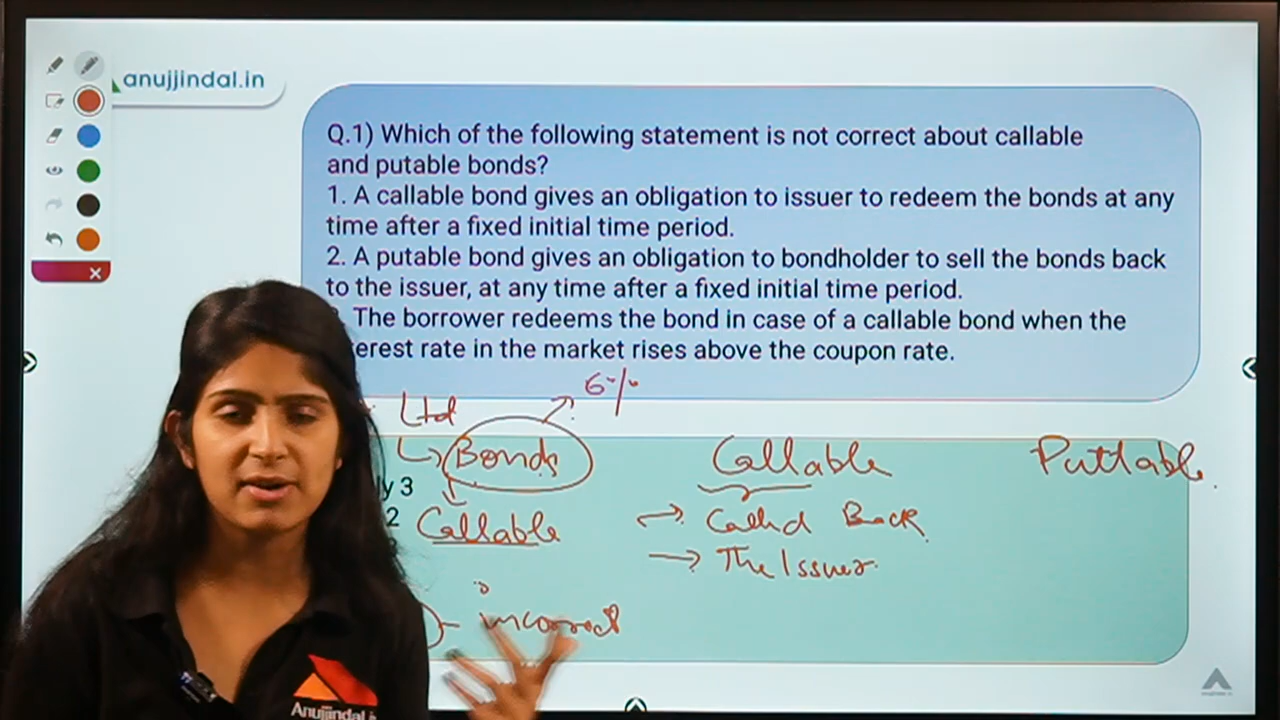 anujjindal.in
Q.1) Which of the following statement is not correct about callable
and putable bonds?
1. A callable bond gives an obligation to issuer to redeem the bonds at any
time after a fixed initial time period.
2. A putable bond gives an obligation to bondholder to sell the bonds back
to the issuer, at any time after a fixed initial time period.
The borrower redeems the bond in case of a callable bond when the
erest rate in the market rises above the coupon rate.
6%
Ltd
Bonds
Callable
Puttable
ly 3
2
Callable
Called Back
The Issuer
incorrect
Anujjindal.i